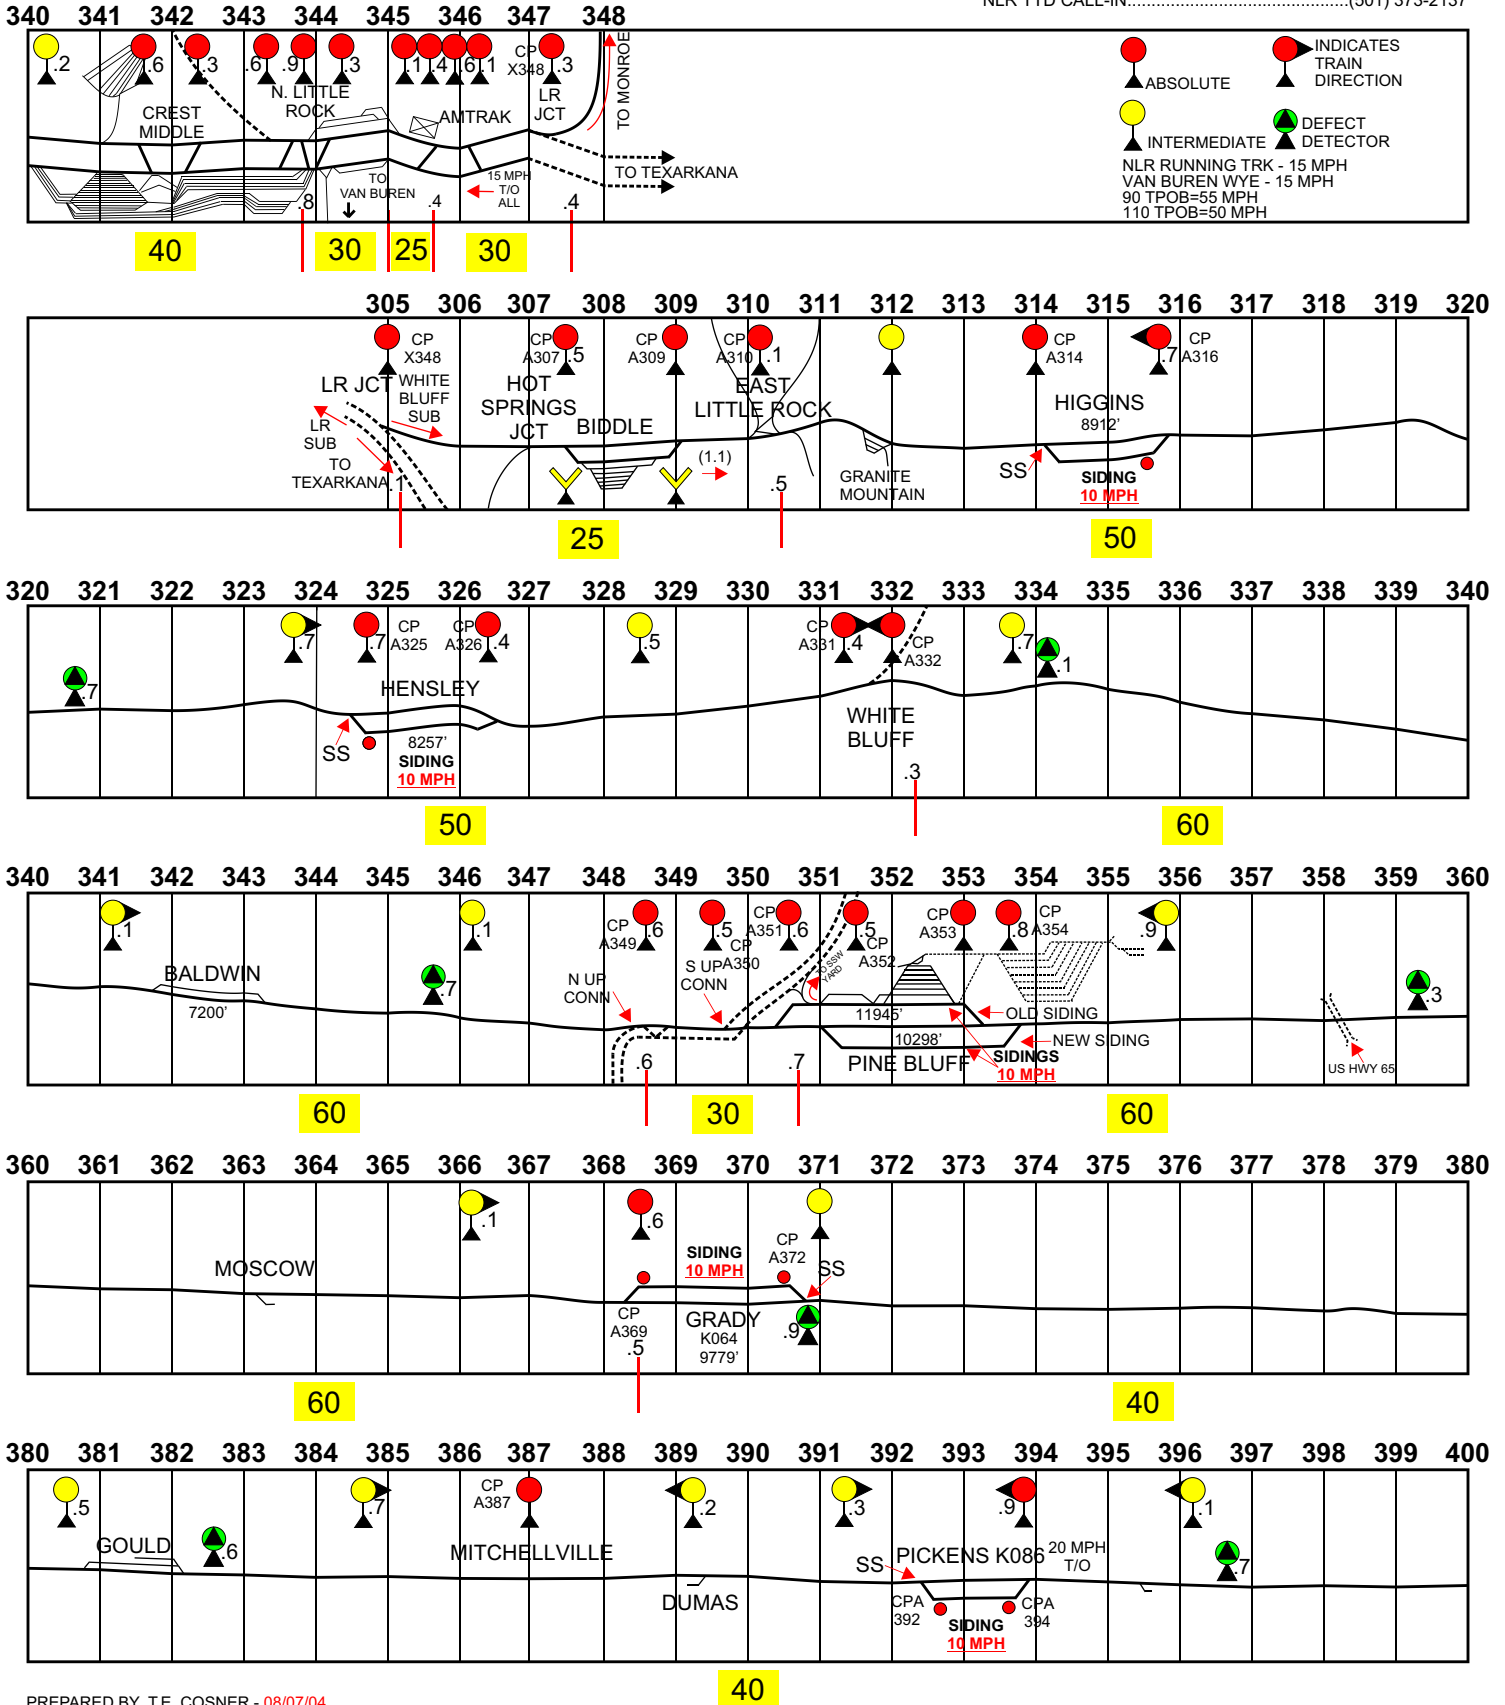 NLR YTD CALL-IN................................................(501) 373-2137
340 341 342 343 344 345 346 347 348
.2 .6 .3 .6 .9 .3 .1 .4 .6 .1 CP X348 .3
CREST MIDDLE
N. LITTLE ROCK
AMTRAK
LR JCT
TO MONROE
TO TEXARKANA
TO VAN BUREN
15 MPH T/O ALL
.8 .4 .4
ABSOLUTE
INDICATES TRAIN DIRECTION
INTERMEDIATE
DEFECT DETECTOR
NLR RUNNING TRK - 15 MPH
VAN BUREN WYE - 15 MPH
90 TPOB=55 MPH
110 TPOB=50 MPH
40 30 25 30
305 306 307 308 309 310 311 312 313 314 315 316 317 318 319 320
CP X348
CP A307 .5
CP A309
CP A310 .1
CP A314
.7 CP A316
LR JCT
WHITE BLUFF SUB
HOT SPRINGS JCT
BIDDLE
EAST LITTLE ROCK
HIGGINS
8912'
LR SUB
TO TEXARKANA
.1
(1.1)
.5
GRANITE MOUNTAIN
SS
SIDING
10 MPH
25 50
320 321 322 323 324 325 326 327 328 329 330 331 332 333 334 335 336 337 338 339 340
.7
.7
.7 CP A325
CP A326 .4
.5
CP A331 .4
CP A332
.7
.1
HENSLEY
SS
8257'
SIDING
10 MPH
WHITE BLUFF
.3
50 60
340 341 342 343 344 345 346 347 348 349 350 351 352 353 354 355 356 357 358 359 360
.1
.7
.1
CP A349 .6
.5 CP A350
CP A351 .6
.5 CP A352
CP A353
.8 CP A354
.9
.3
BALDWIN
7200'
N UP CONN
S UP CONN
TO SSW YARD
11945'
OLD SIDING
10298'
NEW SIDING
PINE BLUFF
SIDINGS
10 MPH
US HWY 65
.6 .7
60 30 60
360 361 362 363 364 365 366 367 368 369 370 371 372 373 374 375 376 377 378 379 380
.1
.6
SIDING
10 MPH
CP A372
SS
MOSCOW
CP A369
.5
GRADY
K064
9779'
.9
60 40
380 381 382 383 384 385 386 387 388 389 390 391 392 393 394 395 396 397 398 399 400
.5
.6
.7
CP A387
.2
.3
.9
.1
.7
GOULD
MITCHELLVILLE
DUMAS
SS
PICKENS K086
20 MPH T/O
CPA 392
CPA 394
SIDING
10 MPH
40
PREPARED BY T.E. COSNER - 08/07/04